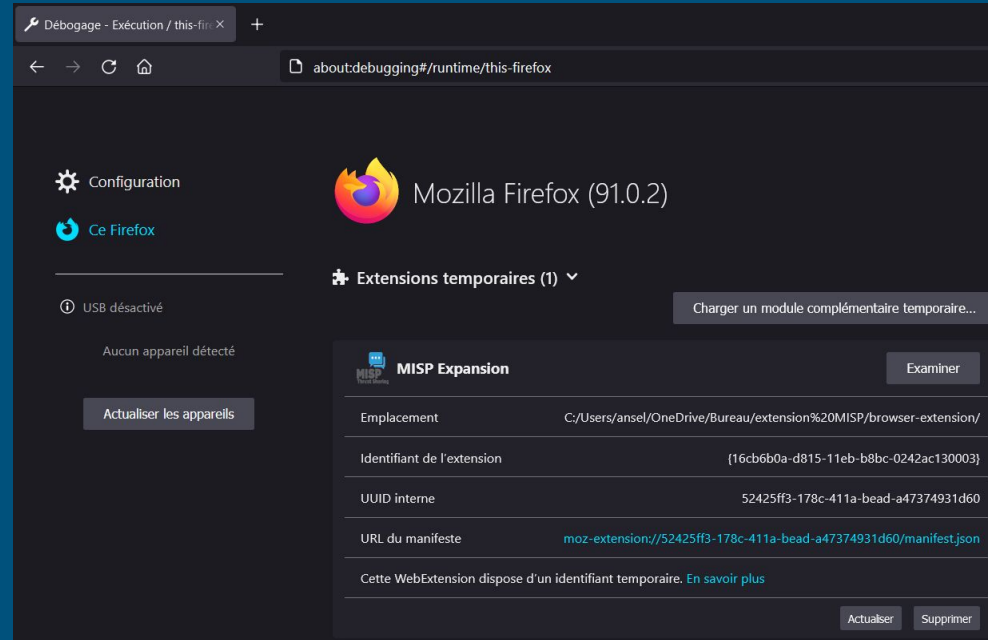 Débogage - Exécution / this-fire
about:debugging#/runtime/this-firefox
Configuration
Ce Firefox
USB désactivé
Aucun appareil détecté
Actualiser les appareils
Mozilla Firefox (91.0.2)
Extensions temporaires (1)
Charger un module complémentaire temporaire...
MISP
Threat Sharing
MISP Expansion
Examiner
Emplacement C:/Users/ansel/OneDrive/Bureau/extension%20MISP/browser-extension/
Identifiant de l'extension {16cb6b0a-d815-11eb-b8bc-0242ac130003}
UUID interne 52425ff3-178c-411a-bead-a47374931d60
URL du manifeste moz-extension://52425ff3-178c-411a-bead-a47374931d60/manifest.json
Cette WebExtension dispose d'un identifiant temporaire. En savoir plus
Actualiser Supprimer